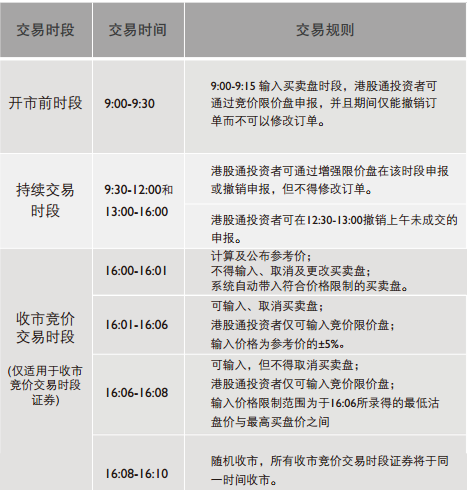 交易时段 交易时间 交易规则
开市前时段 9:00-9:30
9:00-9:15 输入买卖盘时段，港股通投资者可
通过竞价限价盘申报，并且期间仅能撤销订
单而不可以修改订单。
持续交易
时段
9:30-12:00和
13:00-16:00
港股通投资者可通过增强限价盘在该时段申报
或撤销申报，但不得修改订单。
港股通投资者可在12:30-13:00撤销上午未成交的
申报。
收市竞价
交易时段
(仅适用于收市
竞价交易时段
证券)
16:00-16:01
计算及公布参考价；
不得输入、取消及更改买卖盘；
系统自动带入符合价格限制的买卖盘。
16:01-16:06
可输入、取消买卖盘；
港股通投资者仅可输入竞价限价盘；
输入价格为参考价的±5%。
16:06-16:08
可输入，但不得取消买卖盘；
港股通投资者仅可输入竞价限价盘；
输入价格限制范围为于16:06所录得的最低沽
盘价与最高买盘价之间
16:08-16:10
随机收市，所有收市竞价交易时段证券将于同
一时间收市。